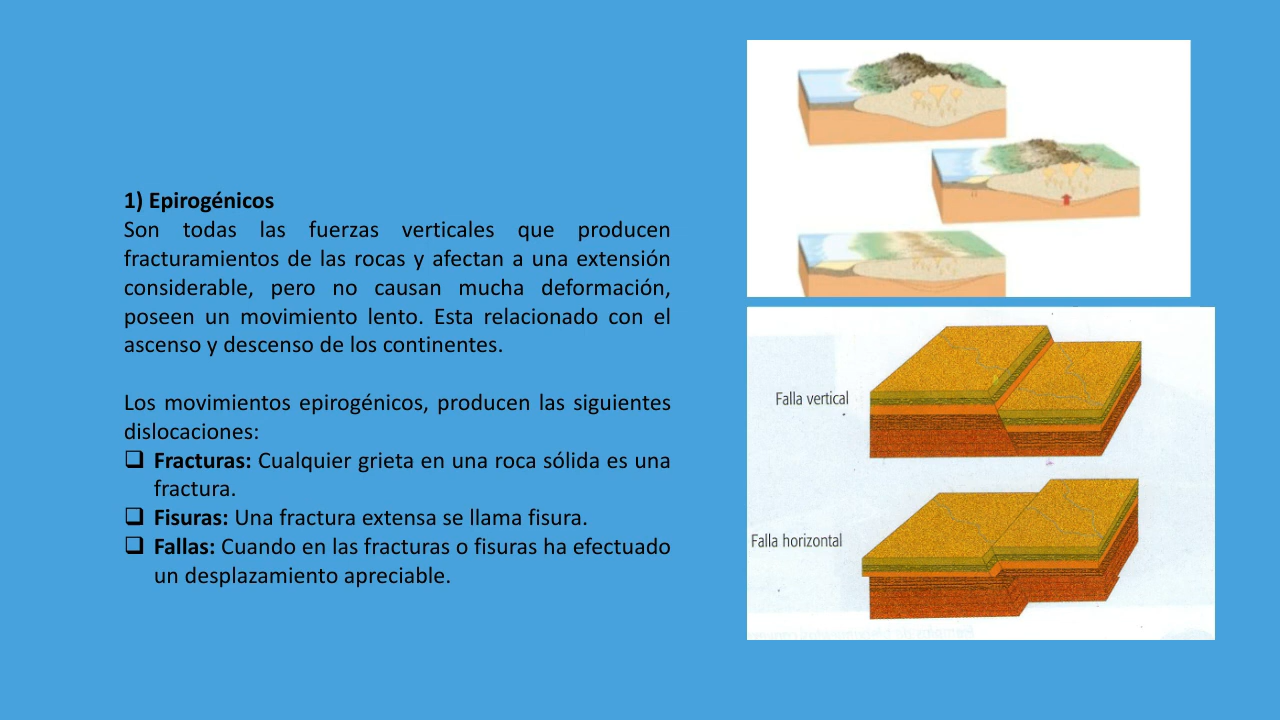 1) Epirogénicos
Son todas las fuerzas verticales que producen
fracturamientos de las rocas y afectan a una extensión
considerable, pero no causan mucha deformación,
poseen un movimiento lento. Esta relacionado con el
ascenso y descenso de los continentes.
Los movimientos epirogénicos, producen las siguientes
dislocaciones:
❑ Fracturas: Cualquier grieta en una roca sólida es una
fractura.
❑ Fisuras: Una fractura extensa se llama fisura.
❑ Fallas: Cuando en las fracturas o fisuras ha efectuado
un desplazamiento apreciable.
Falla vertical
Falla horizontal